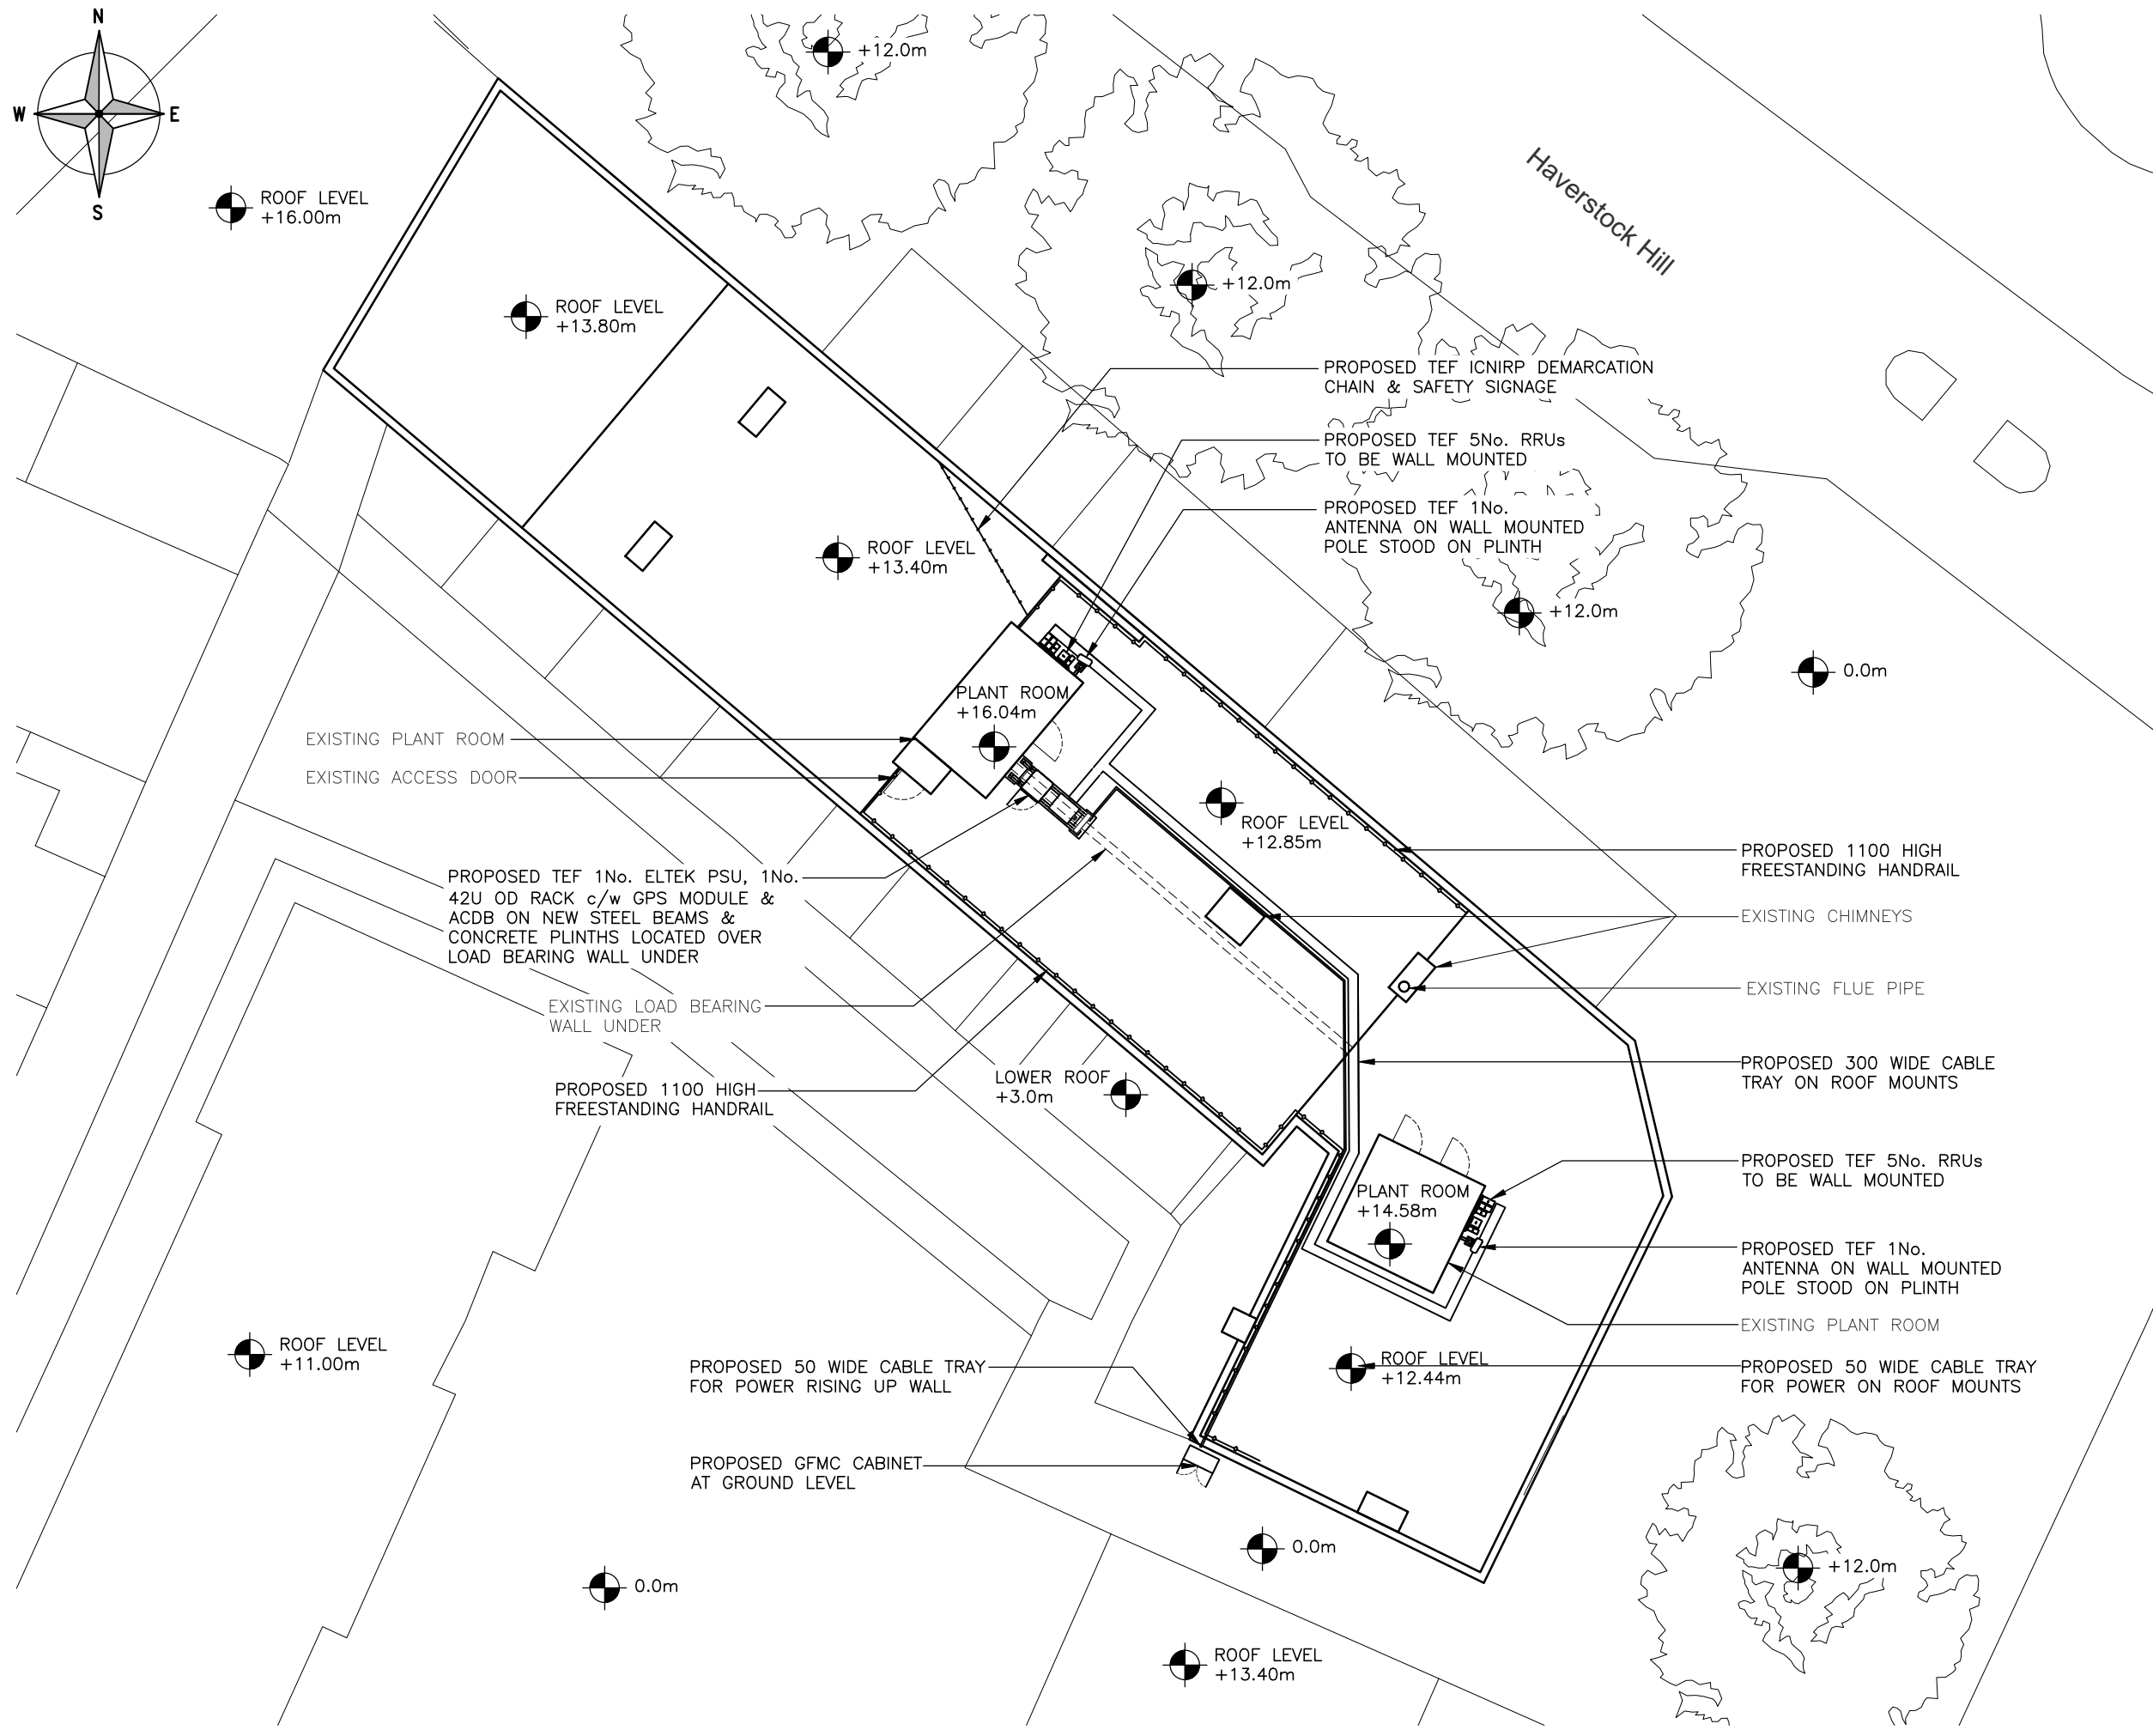 N
W
E
S
+12.0m
Haverstock Hill
ROOF LEVEL
+16.00m
+12.0m
ROOF LEVEL
+13.80m
PROPOSED TEF ICNIRP DEMARCATION
CHAIN & SAFETY SIGNAGE
PROPOSED TEF 5No. RRUs
TO BE WALL MOUNTED
PROPOSED TEF 1No.
ANTENNA ON WALL MOUNTED
POLE STOOD ON PLINTH
ROOF LEVEL
+13.40m
+12.0m
0.0m
PLANT ROOM
+16.04m
EXISTING PLANT ROOM
EXISTING ACCESS DOOR
ROOF LEVEL
+12.85m
PROPOSED 1100 HIGH
FREESTANDING HANDRAIL
PROPOSED TEF 1No. ELTEK PSU, 1No.
42U OD RACK c/w GPS MODULE &
ACDB ON NEW STEEL BEAMS &
CONCRETE PLINTHS LOCATED OVER
LOAD BEARING WALL UNDER
EXISTING CHIMNEYS
EXISTING FLUE PIPE
EXISTING LOAD BEARING
WALL UNDER
PROPOSED 300 WIDE CABLE
TRAY ON ROOF MOUNTS
LOWER ROOF
+3.0m
PROPOSED 1100 HIGH
FREESTANDING HANDRAIL
PROPOSED TEF 5No. RRUs
TO BE WALL MOUNTED
PLANT ROOM
+14.58m
PROPOSED TEF 1No.
ANTENNA ON WALL MOUNTED
POLE STOOD ON PLINTH
EXISTING PLANT ROOM
ROOF LEVEL
+11.00m
PROPOSED 50 WIDE CABLE TRAY
FOR POWER RISING UP WALL
ROOF LEVEL
+12.44m
PROPOSED 50 WIDE CABLE TRAY
FOR POWER ON ROOF MOUNTS
PROPOSED GFMC CABINET
AT GROUND LEVEL
0.0m
+12.0m
0.0m
ROOF LEVEL
+13.40m